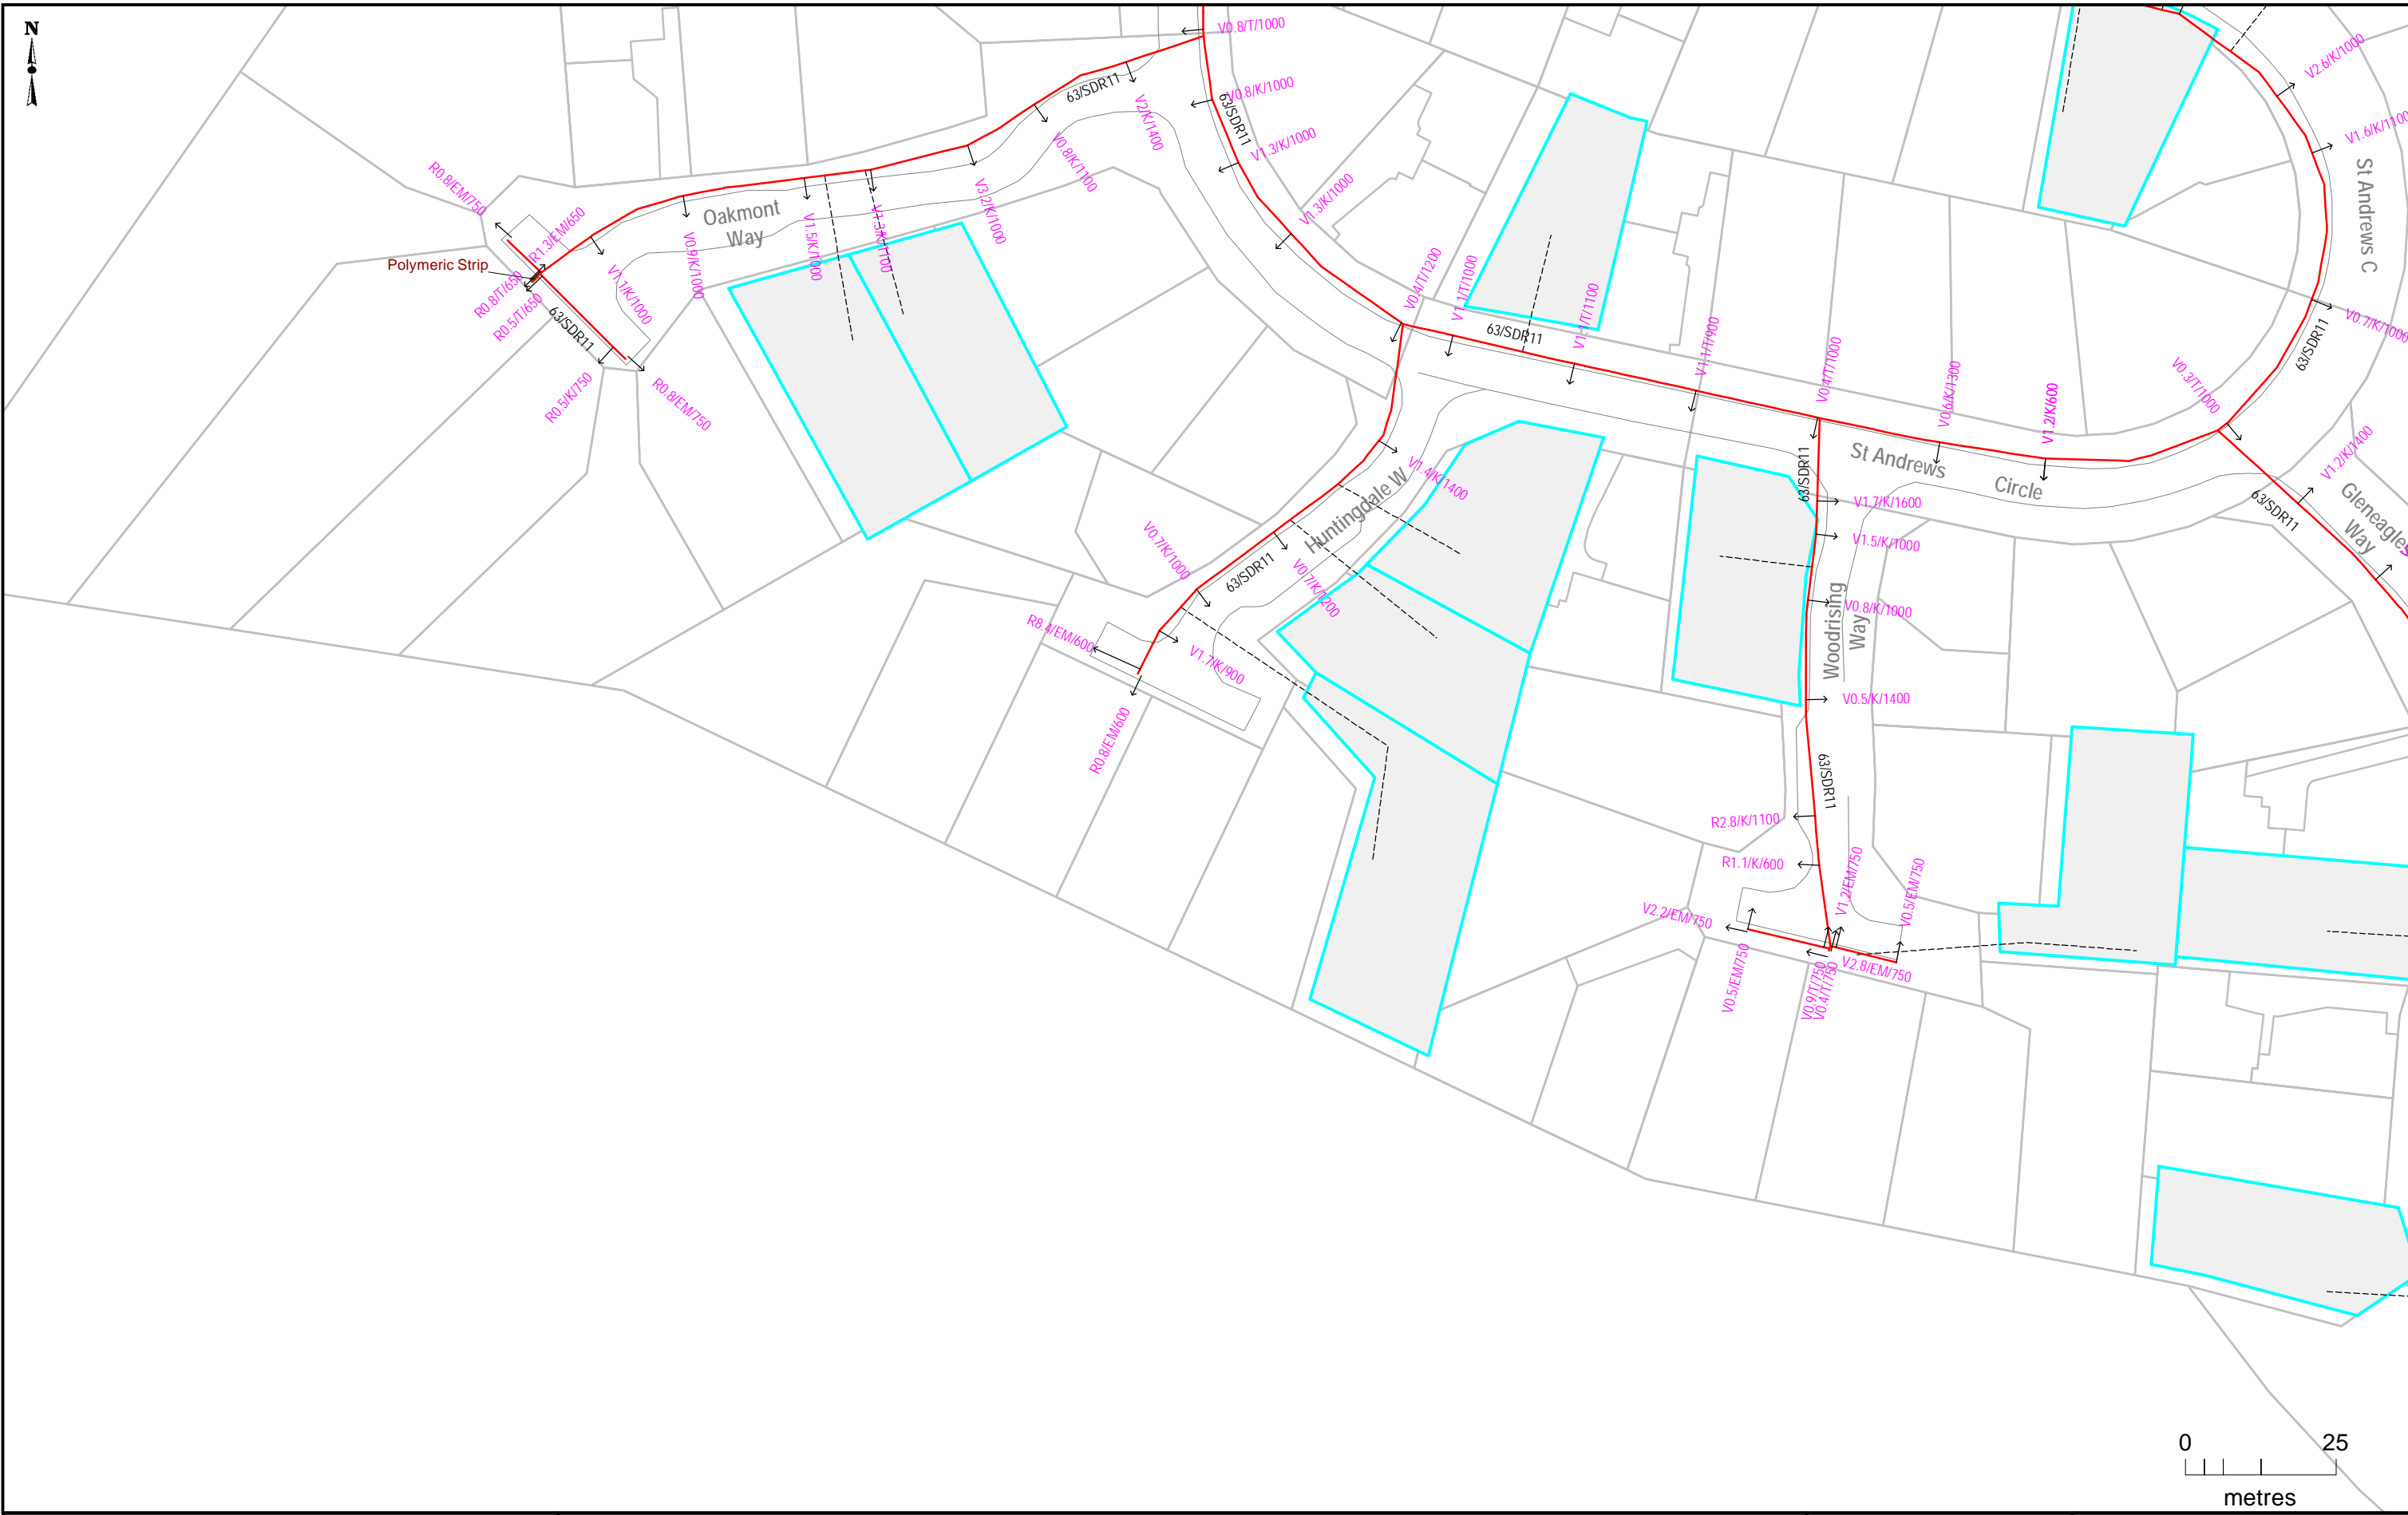 N
V0.8/T/1000
V2.6/K/1000
63/SDR11
V2/K/1400
63/SDR11
V0.8/K/1000
V1.6/K/1100
V0.8/K/1100
V1.3/K/1000
St Andrews C
R0.8/EM/750
V3.2/K/1000
V1.3/K/1000
Oakmont
Way
R1.3/EM/650
V0.9/K/1000
V1.5/K/1000
Polymeric Strip
R0.8/T/650
R0.5/T/650
V1.1/K/1000
63/SDR11
V0.4/T/1200
V1.1/T/1000
63/SDR11
V1.1/T/1100
V1.1/T/900
V0.4/T/1000
V0.6/K/1300
V1.2/K/600
V0.3/T/1000
V0.7/K/1000
63/SDR11
R0.5/K/750
R0.8/EM/750
V1.4/K/1400
Huntingdale W
63/SDR11
St Andrews
Circle
V1.2/K/1400
63/SDR11
Gleneagles
Way
V1.7/K/1600
V1.5/K/1000
V0.7/K/1000
63/SDR11
V0.7/K/1200
V0.8/K/1000
Woodrising
Way
R8.4/EM/600
V1.7/K/900
R0.8/EM/600
V0.5/K/1400
63/SDR11
R2.8/K/1100
R1.1/K/600
V1.2/EM/750
V0.5/EM/750
V2.2/EM/750
V0.5/EM/750
V0.9/T/750
V0.4/T/750
V2.8/EM/750
0 25
metres